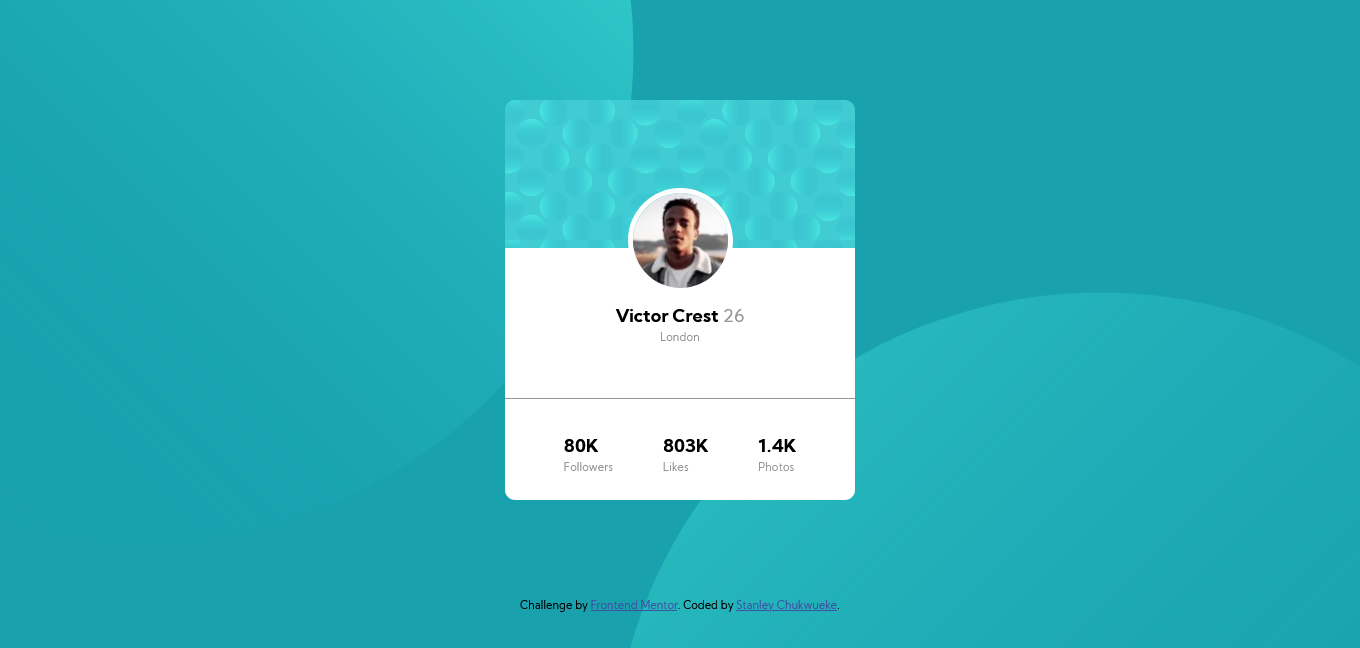 Victor Crest 26
London
80K 803K 1.4K
Followers Likes Photos
Challenge by Frontend Mentor. Coded by Stanley Chukwueke.